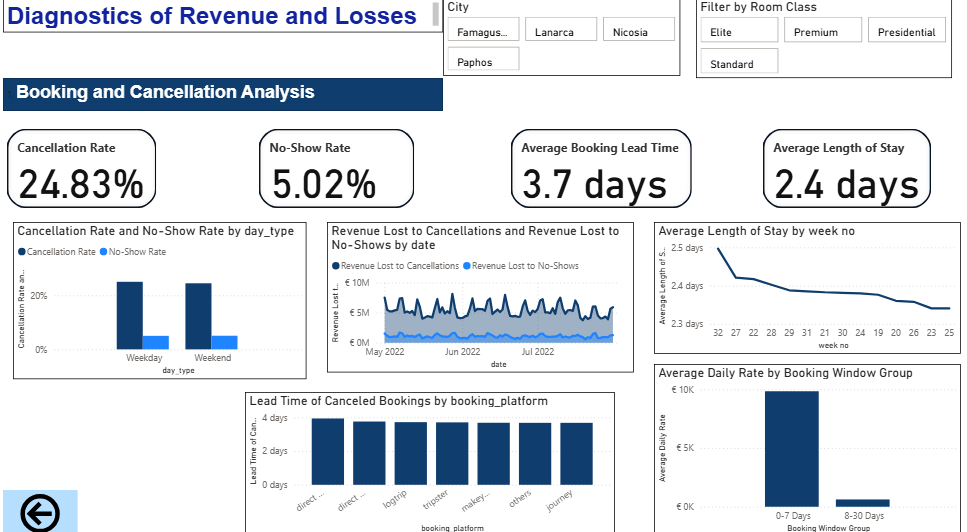 Diagnostics of Revenue and Losses
City
Famagus...
Lanarca
Nicosia
Paphos
Filter by Room Class
Elite
Premium
Presidential
Standard
Booking and Cancellation Analysis
Cancellation Rate
24.83%
No-Show Rate
5.02%
Average Booking Lead Time
3.7 days
Average Length of Stay
2.4 days
Cancellation Rate and No-Show Rate by day_type
Cancellation Rate No-Show Rate
Cancellation Rate an...
20%
0%
Weekday Weekend
day_type
Revenue Lost to Cancellations and Revenue Lost to
No-Shows by date
Revenue Lost to Cancellations Revenue Lost to No-Shows
Revenue Lost t...
€ 10M
€ 5M
€ 0M
May 2022 Jun 2022 Jul 2022
date
Average Length of Stay by week no
Average Length of S...
2.5 days
2.4 days
2.3 days
32 27 22 28 29 31 21 30 24 19 20 26 23 25
week no
Lead Time of Canceled Bookings by booking_platform
Lead Time of Can...
4 days
2 days
0 days
direct ... direct ... logtrip tripster makey... others journey
booking_platform
Average Daily Rate by Booking Window Group
Average Daily Rate
€ 10K
€ 5K
€ 0K
0-7 Days 8-30 Days
Booking Window Group